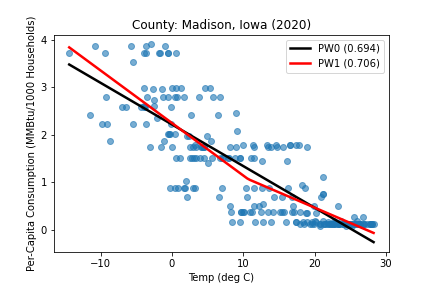 County: Madison, Iowa (2020)
PW0 (0.694)
PW1 (0.706)
Per-Capita Consumption (MMBtu/1000 Households)
4
3
2
1
0
−10
0
10
20
30
Temp (deg C)